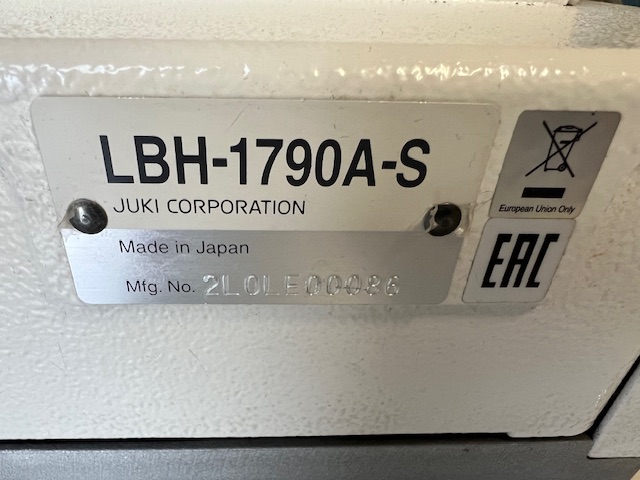 LBH-1790A-S
JUKI CORPORATION
Made in Japan
Mfg. No. 2L0LE00086
European Union Only
EAC